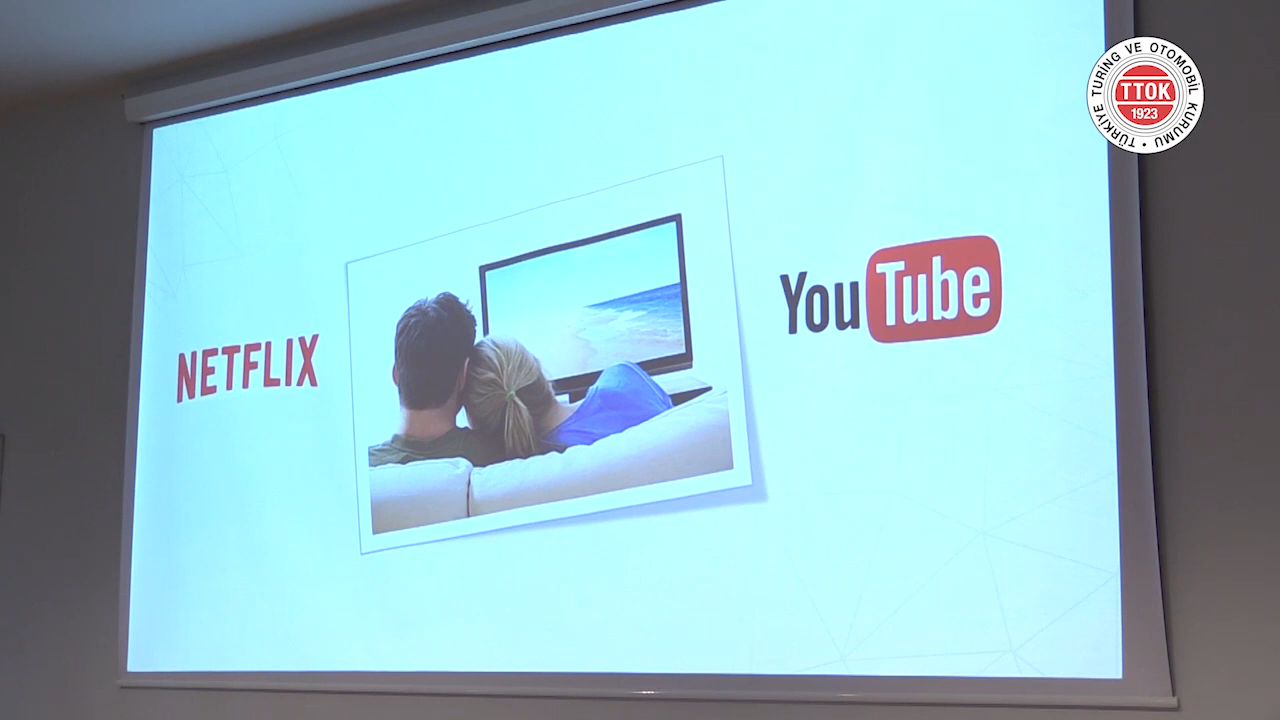 NETFLIX
YouTube
TÜRKİYE TURİNG VE OTOMOBİL KURUMU
TTOK
1923